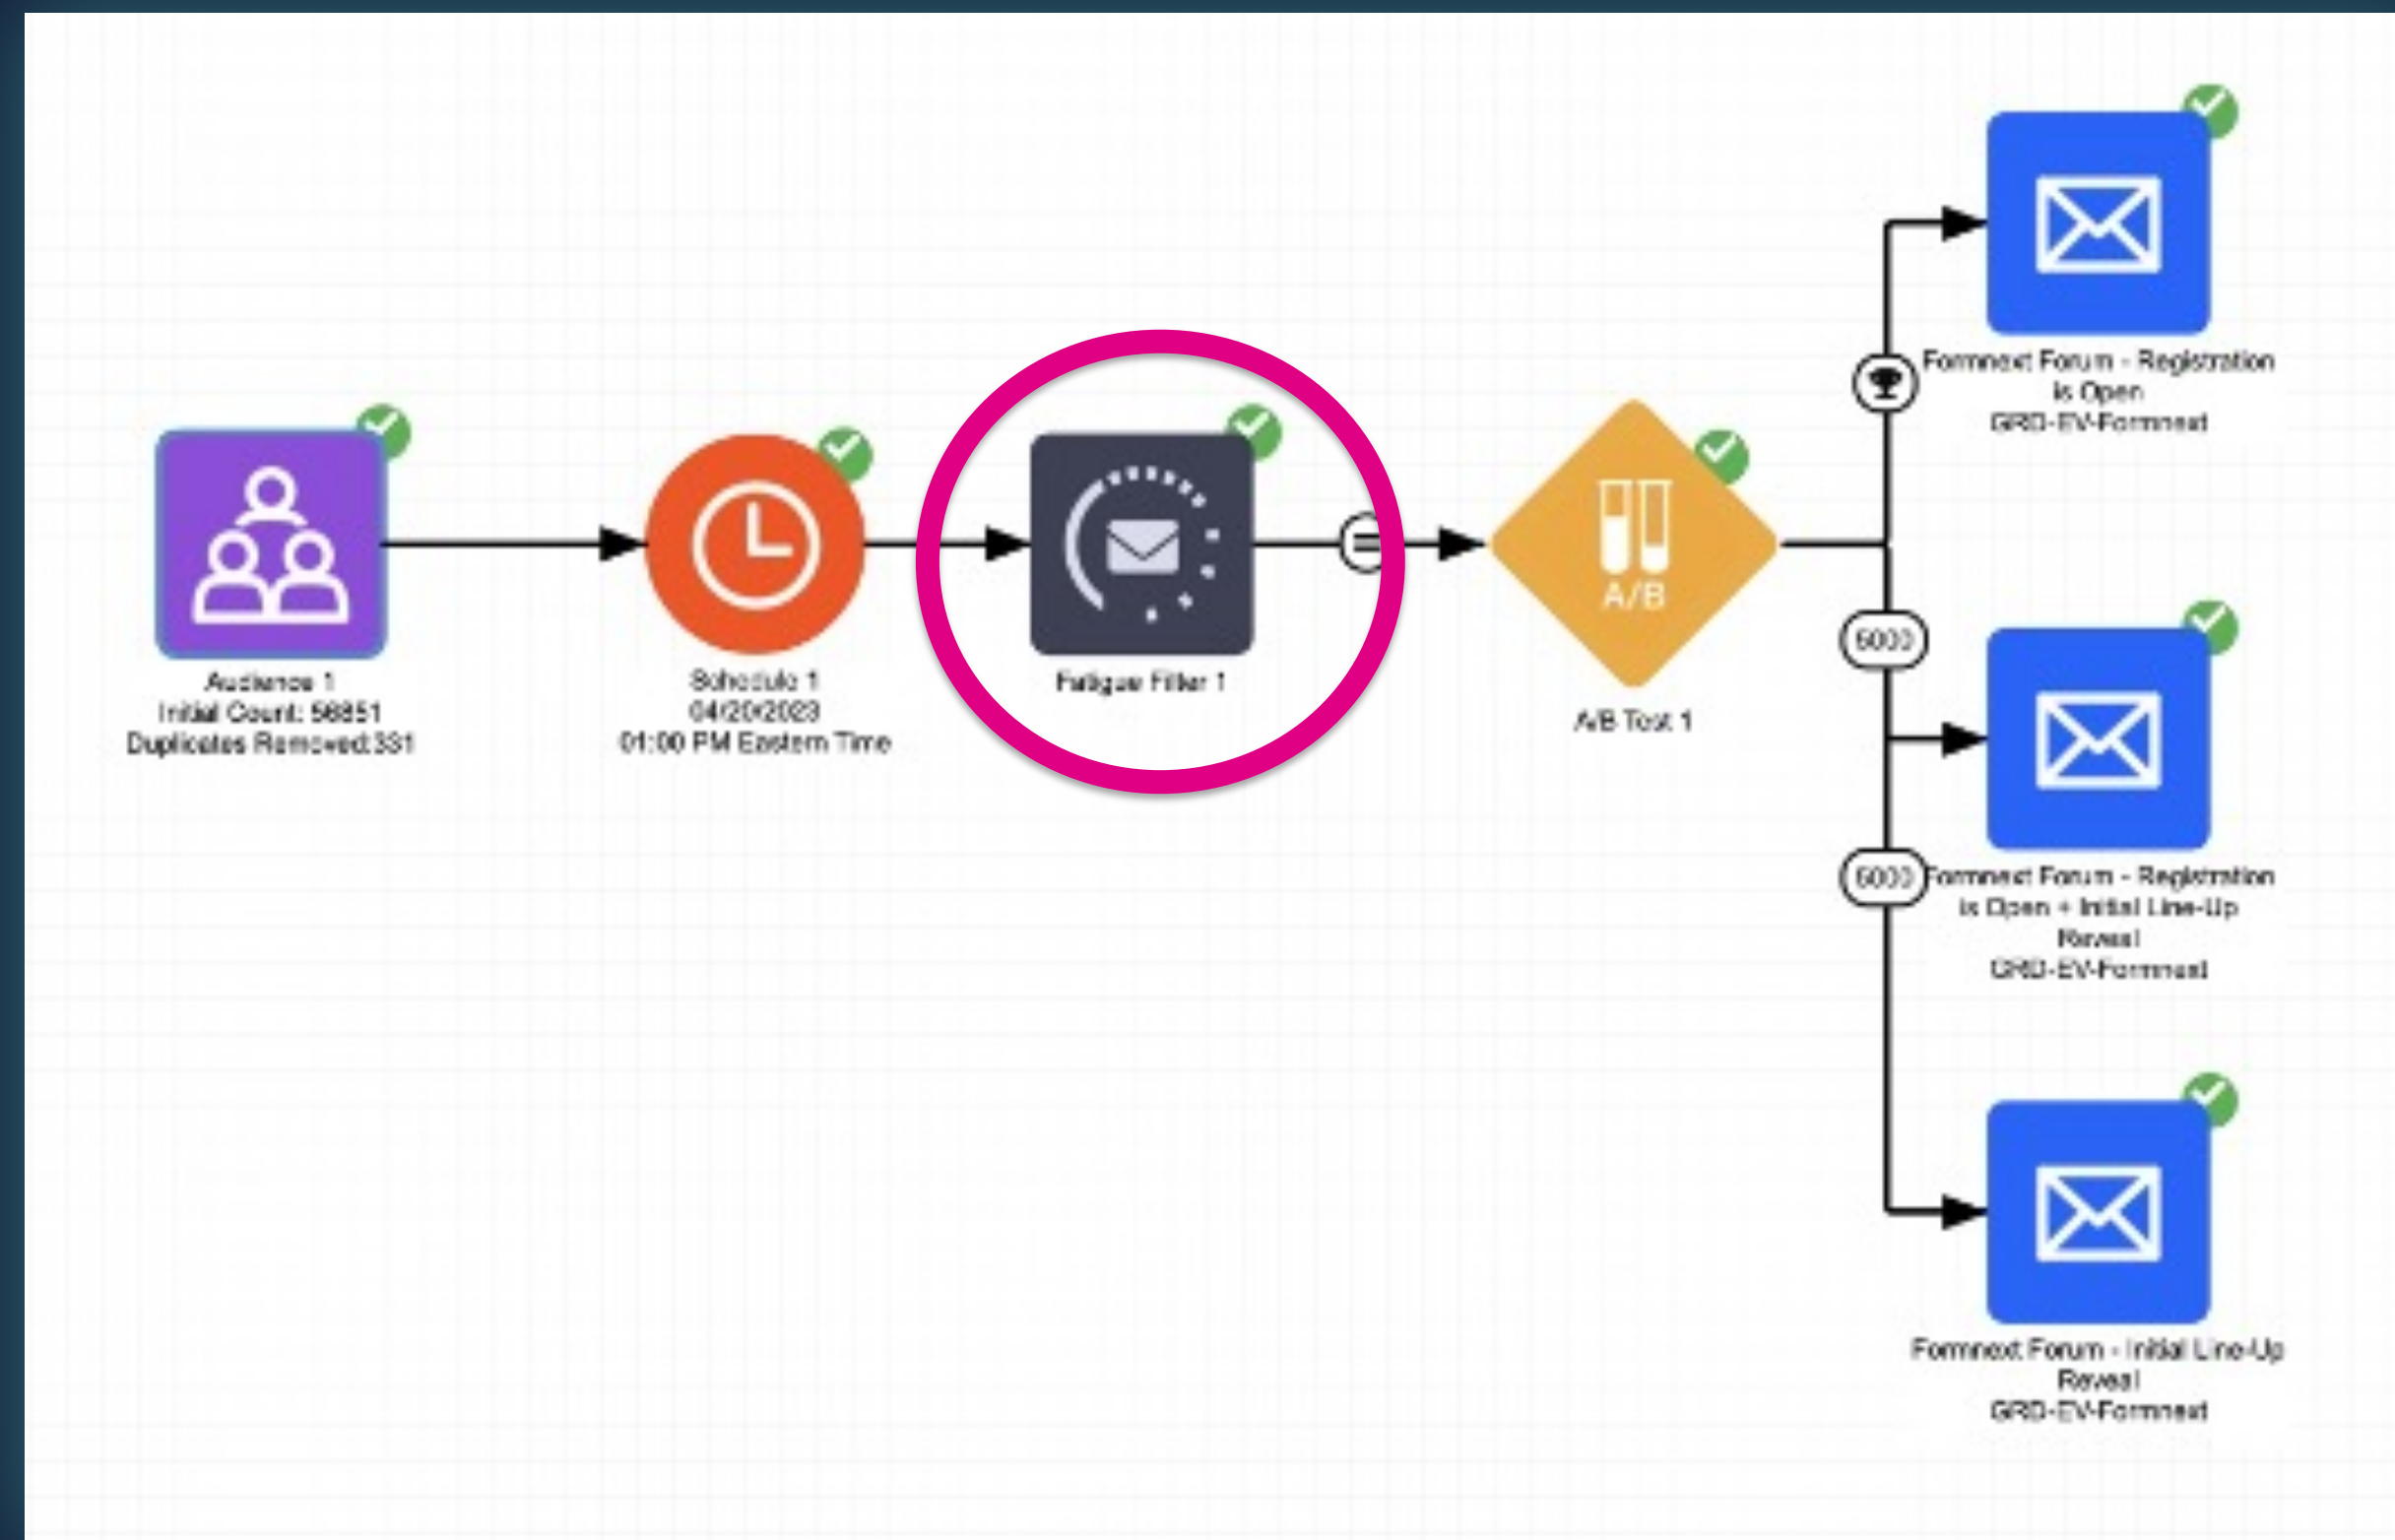 Audience 1
Initial Count: 56851
Duplicates Removed:331
Schedule 1
04/20/2023
01:00 PM Eastern Time
Fatigue Filter 1
A/B
A/B Test 1
Formnext Forum - Registration
is Open
GRD-EV-Formnext
5000
5000
Formnext Forum - Registration
is Open + Initial Line-Up
Reveal
GRD-EV-Formnext
Formnext Forum - Initial Line-Up
Reveal
GRD-EV-Formnext